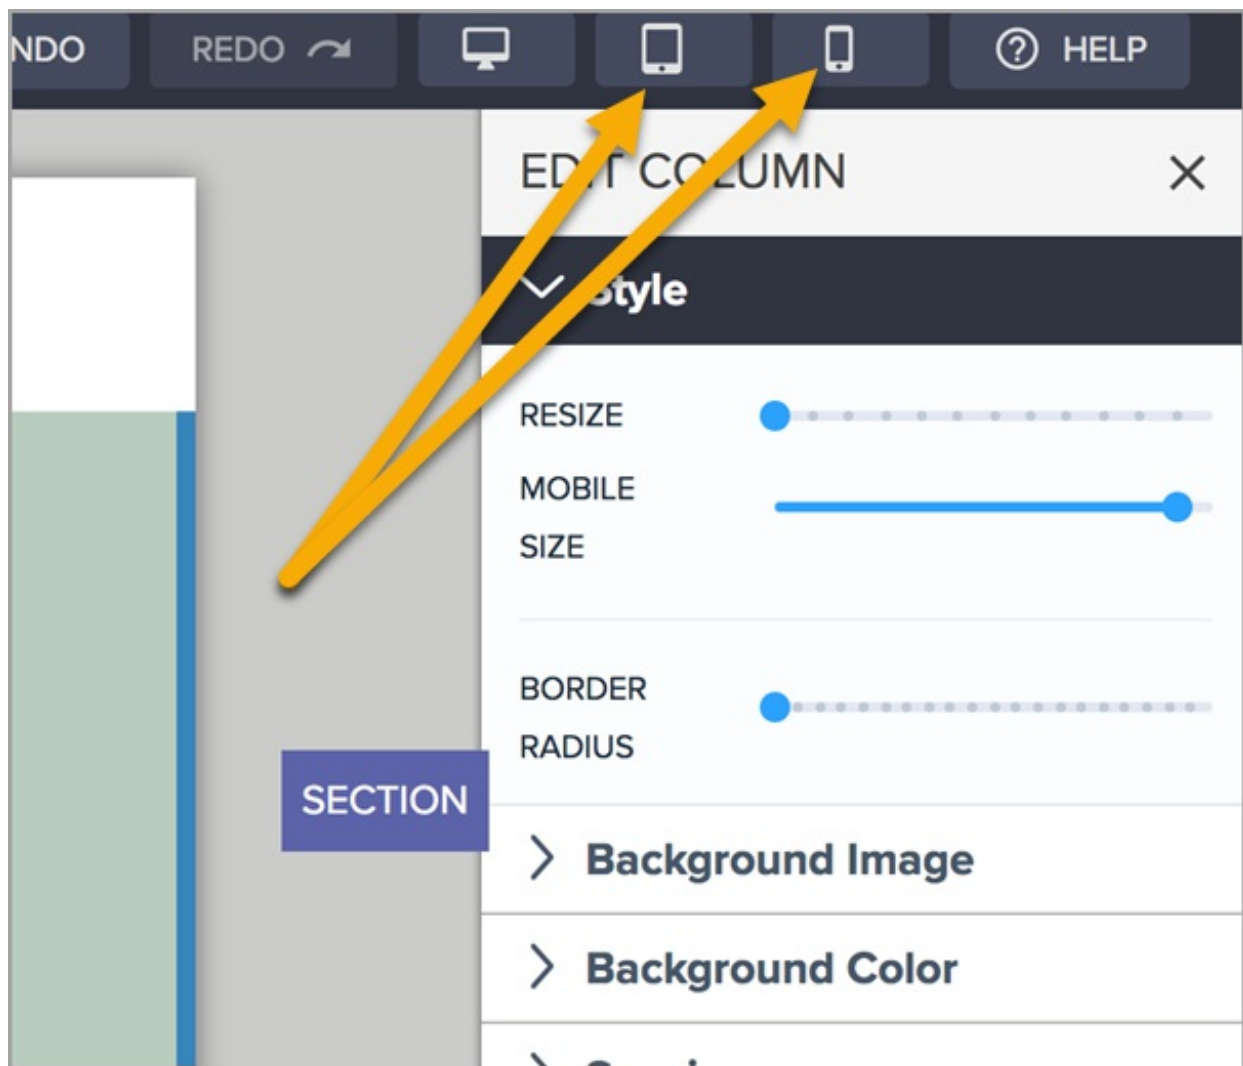 NDO
REDO
HELP
EDIT COLUMN
Style
RESIZE
MOBILE
SIZE
BORDER
RADIUS
SECTION
Background Image
Background Color